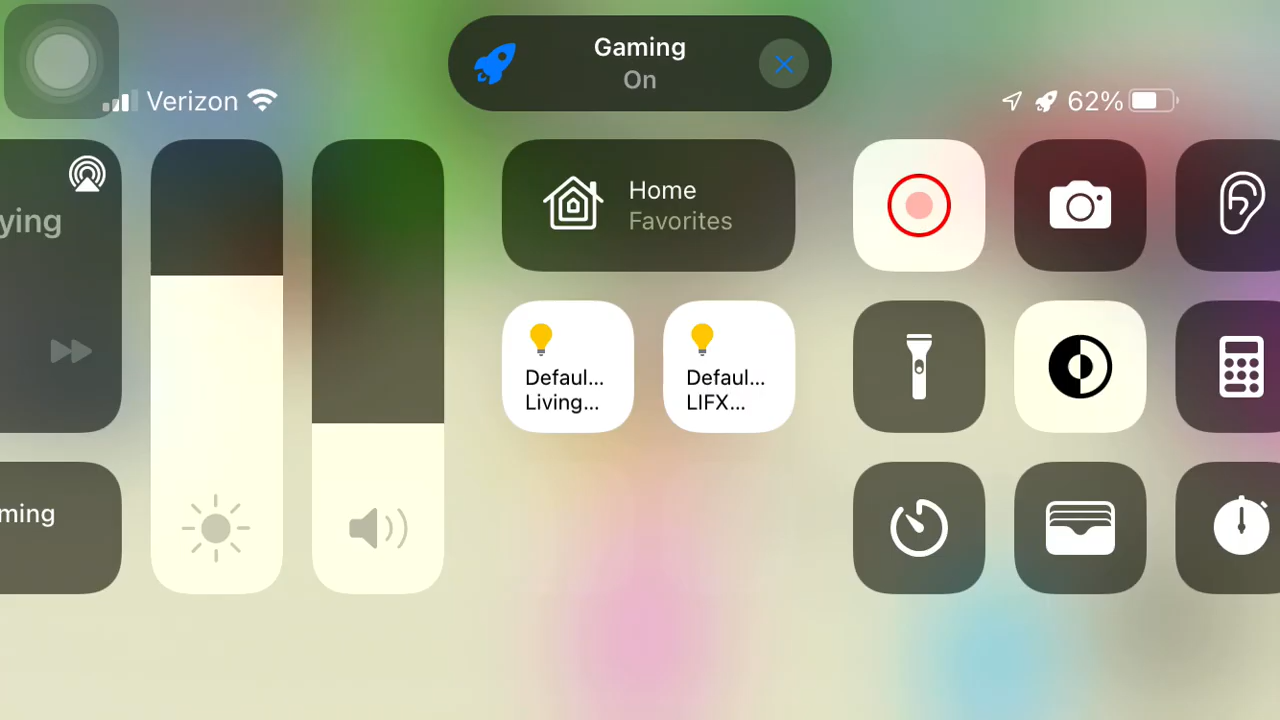 Gaming
On
Verizon
62%
ying
Home
Favorites
Defaul...
Living...
Defaul...
LIFX...
ming